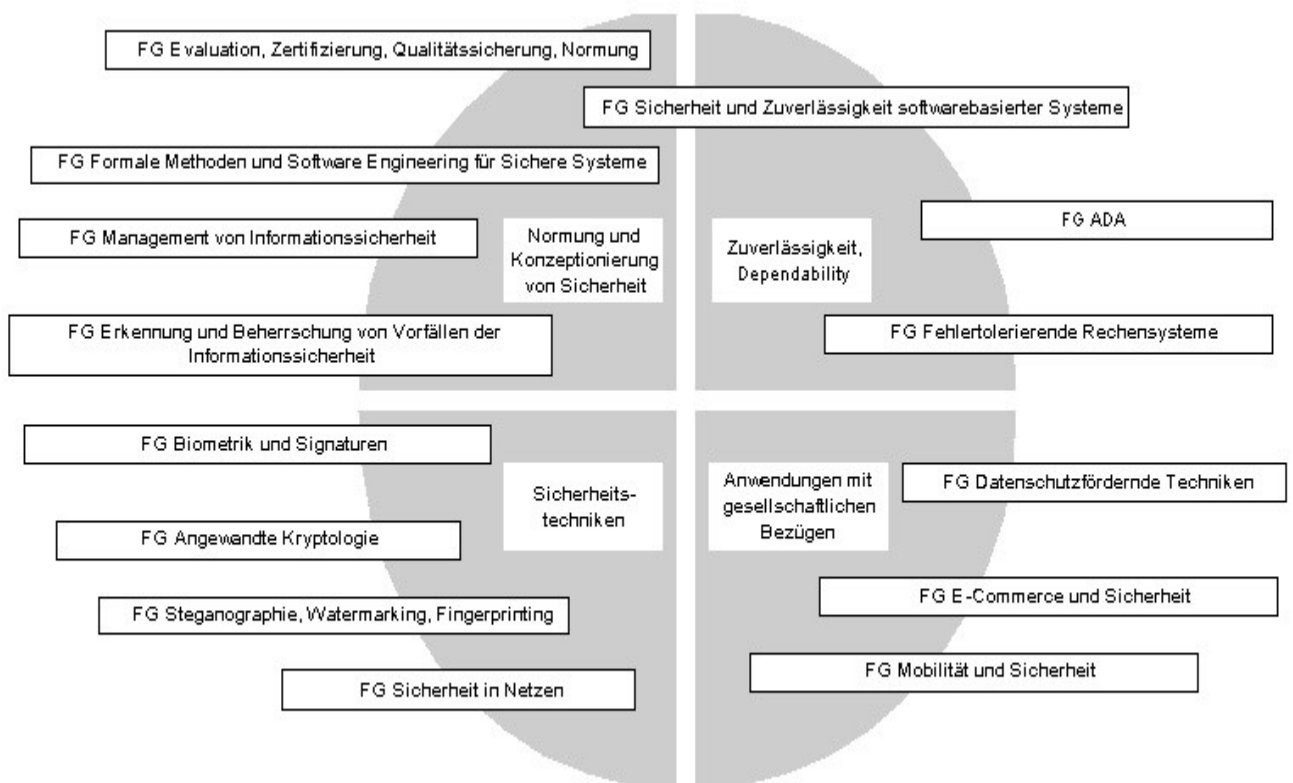 FG Evaluation, Zertifizierung, Qualitätssicherung, Normung
FG Sicherheit und Zuverlässigkeit softwarebasierter Systeme
FG Formale Methoden und Software Engineering für Sichere Systeme
FG ADA
FG Management von Informationssicherheit
Normung und
Konzeptionierung
von Sicherheit
Zuverlässigkeit,
Dependability
FG Erkennung und Beherrschung von Vorfällen der
Informationssicherheit
FG Fehlertolerierende Rechensysteme
FG Biometrik und Signaturen
Sicherheits-
techniken
Anwendungen mit
gesellschaftlichen
Bezügen
FG Datenschutzfördernde Techniken
FG Angewandte Kryptologie
FG E-Commerce und Sicherheit
FG Steganographie, Watermarking, Fingerprinting
FG Mobilität und Sicherheit
FG Sicherheit in Netzen